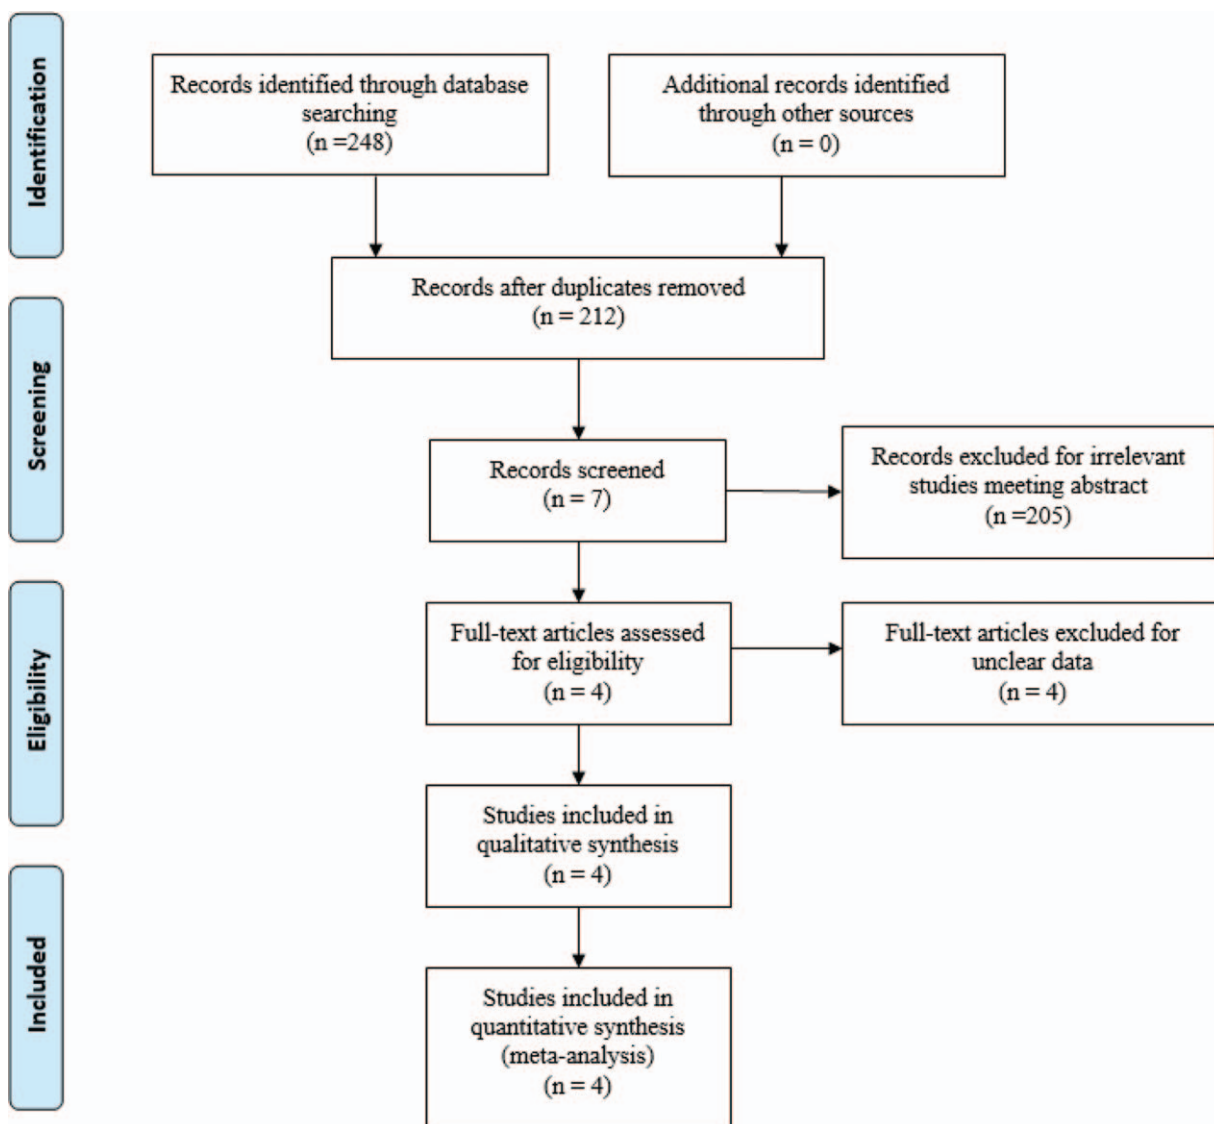 Identification
Records identified through database
searching
(n =248)
Additional records identified
through other sources
(n = 0)
Records after duplicates removed
(n = 212)
Screening
Records screened
(n = 7)
Records excluded for irrelevant
studies meeting abstract
(n =205)
Eligibility
Full-text articles assessed
for eligibility
(n = 4)
Full-text articles excluded for
unclear data
(n = 4)
Studies included in
qualitative synthesis
(n = 4)
Included
Studies included in
quantitative synthesis
(meta-analysis)
(n = 4)